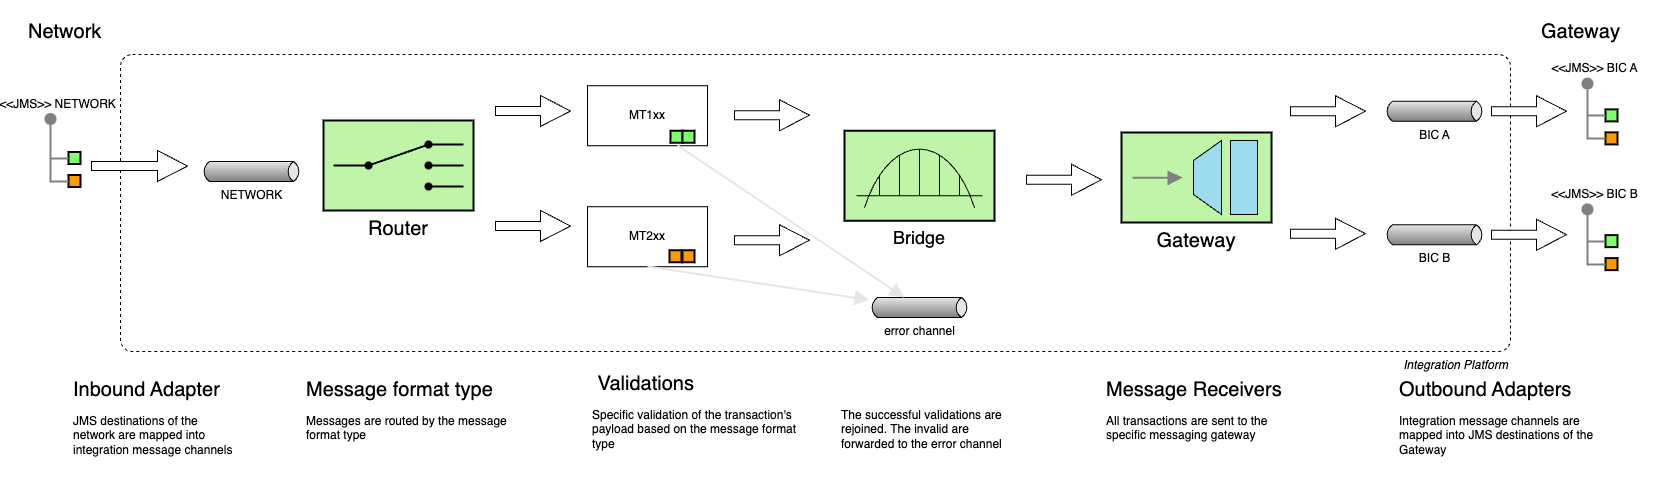 Network
Gateway
<<JMS>> NETWORK
<<JMS>> BIC A
MT1xx
BIC A
NETWORK
Router
MT2xx
Bridge
Gateway
<<JMS>> BIC B
BIC B
error channel
Integration Platform
Inbound Adapter
JMS destinations of the
network are mapped into
integration message channels
Message format type
Messages are routed by the message
format type
Validations
Specific validation of the transaction's
payload based on the message format
type
The successful validations are
rejoined. The invalid are
forwarded to the error channel
Message Receivers
All transactions are sent to the
specific messaging gateway
Outbound Adapters
Integration message channels are
mapped into JMS destinations of the
Gateway